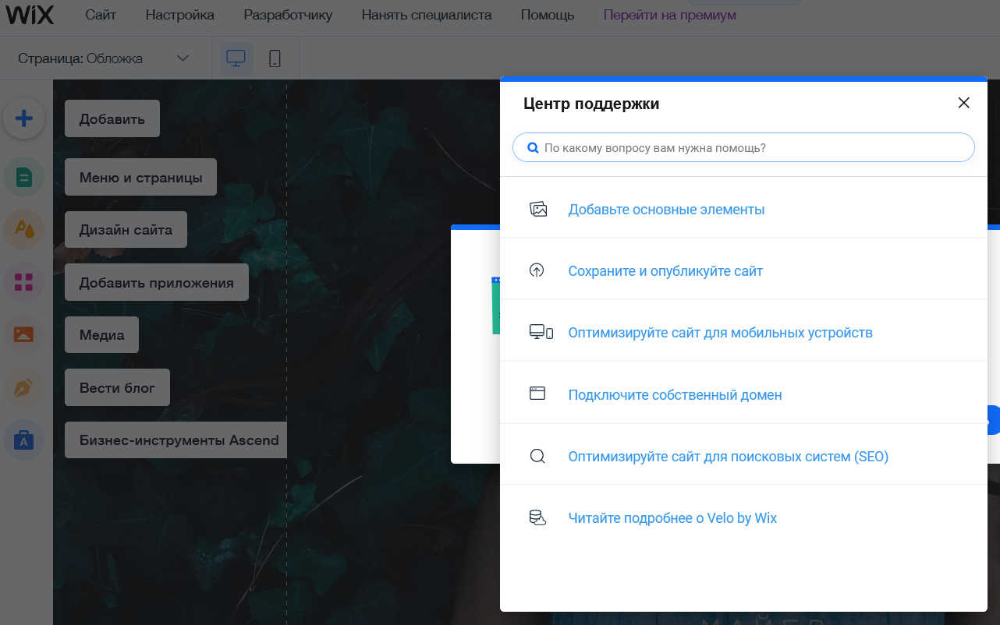 WiX
Сайт
Настройка
Разработчику
Нанять специалиста
Помощь
Перейти на премиум
Страница: Обложка
Добавить
Меню и страницы
Дизайн сайта
Добавить приложения
Медиа
Вести блог
Бизнес-инструменты Ascend
Центр поддержки
По какому вопросу вам нужна помощь?
Добавьте основные элементы
Сохраните и опубликуйте сайт
Оптимизируйте сайт для мобильных устройств
Подключите собственный домен
Оптимизируйте сайт для поисковых систем (SEO)
Читайте подробнее о Velo by Wix